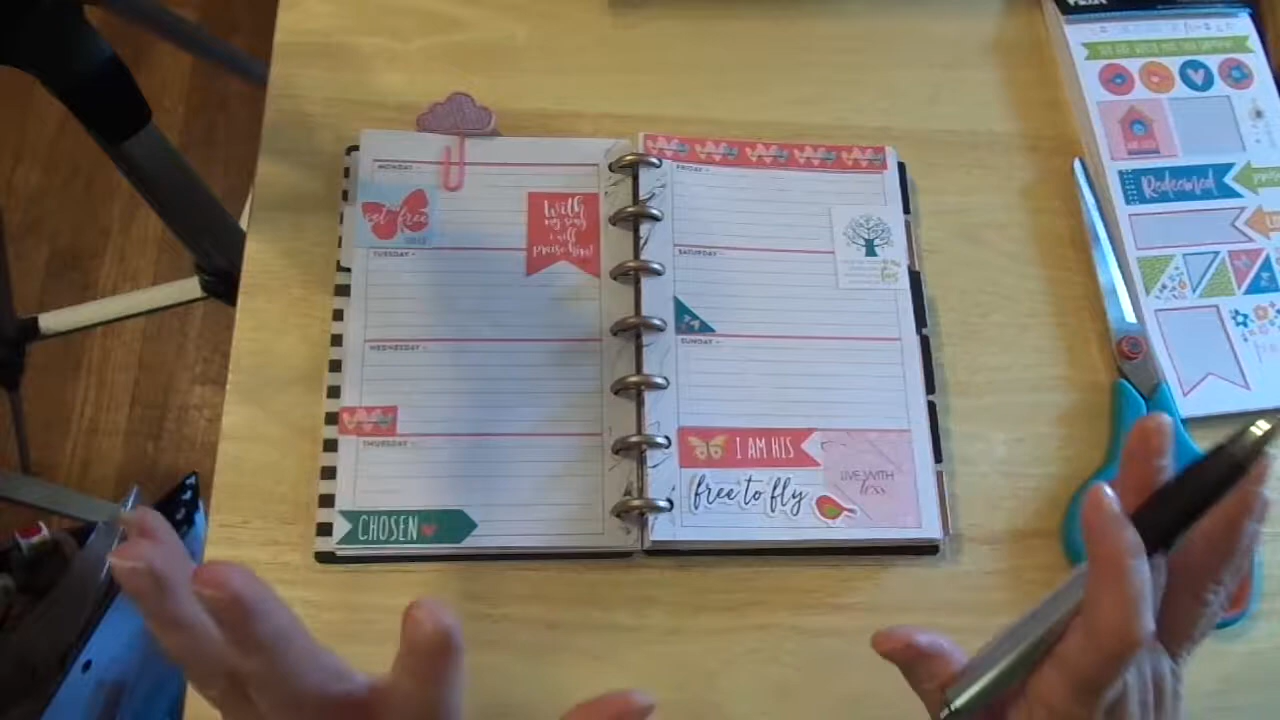 MONDAY
set free
With
my song
i will
praise him!
TUESDAY
WEDNESDAY
THURSDAY
CHOSEN
FRIDAY
SATURDAY
SUNDAY
I AM HIS
LIVE WITH
less
free to fly
Redeemed